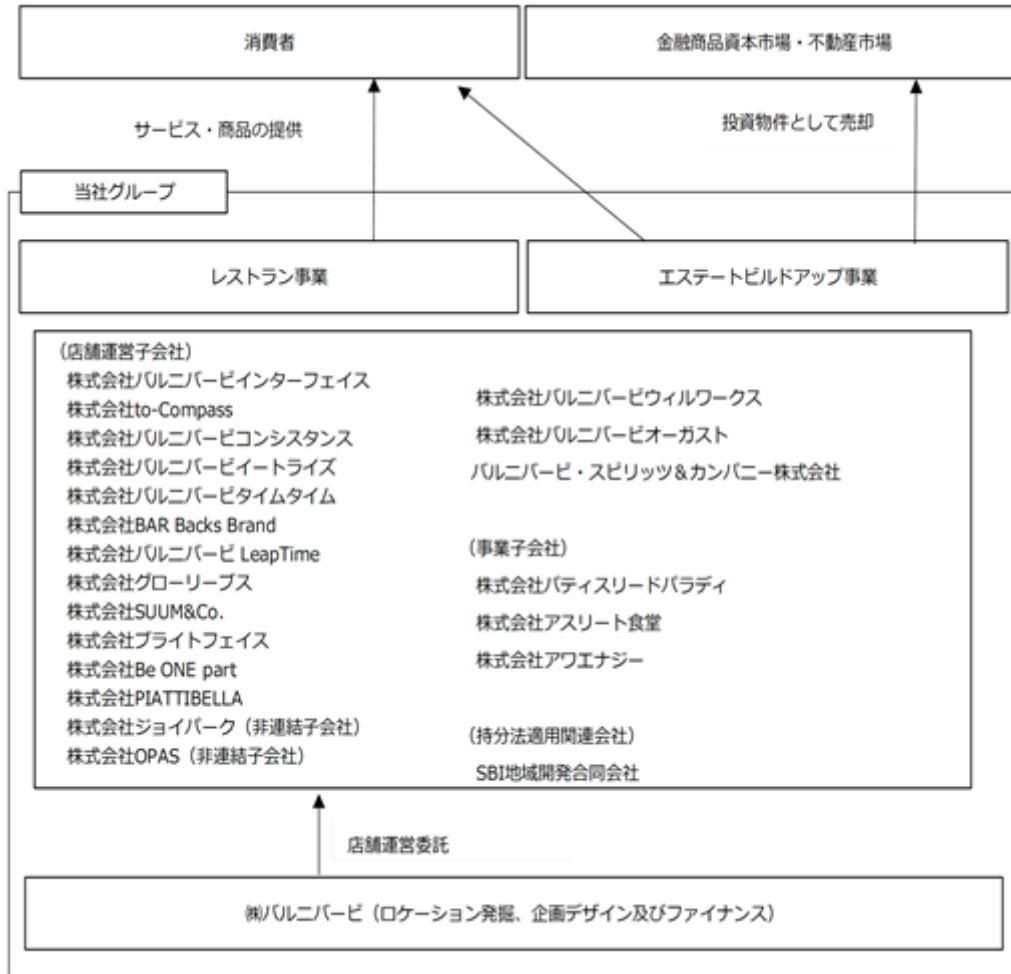 消費者
金融商品資本市場・不動産市場
サービス・商品の提供
投資物件として売却
当社グループ
レストラン事業
エステートビルドアップ事業
(店舗運営子会社)
株式会社バルニバービインターフェイス
株式会社to-Compass
株式会社バルニバービコンシスタンス
株式会社バルニバービイートライズ
株式会社バルニバービタイムタイム
株式会社BAR Backs Brand
株式会社バルニバービ LeapTime
株式会社グローリーブス
株式会社SUUM&Co.
株式会社ブライトフェイス
株式会社Be ONE part
株式会社PIATTIBELLA
株式会社ジョイパーク(非連結子会社)
株式会社OPAS(非連結子会社)
株式会社バルニバービウィルワークス
株式会社バルニバービオーガスト
バルニバービ・スピリッツ&カンパニー株式会社
(事業子会社)
株式会社パティスリードパラディ
株式会社アスリート食堂
株式会社アワエナジー
(持分法適用関連会社)
SBI地域開発合同会社
店舗運営委託
㈱バルニバービ(ロケーション発掘、企画デザイン及びファイナンス)